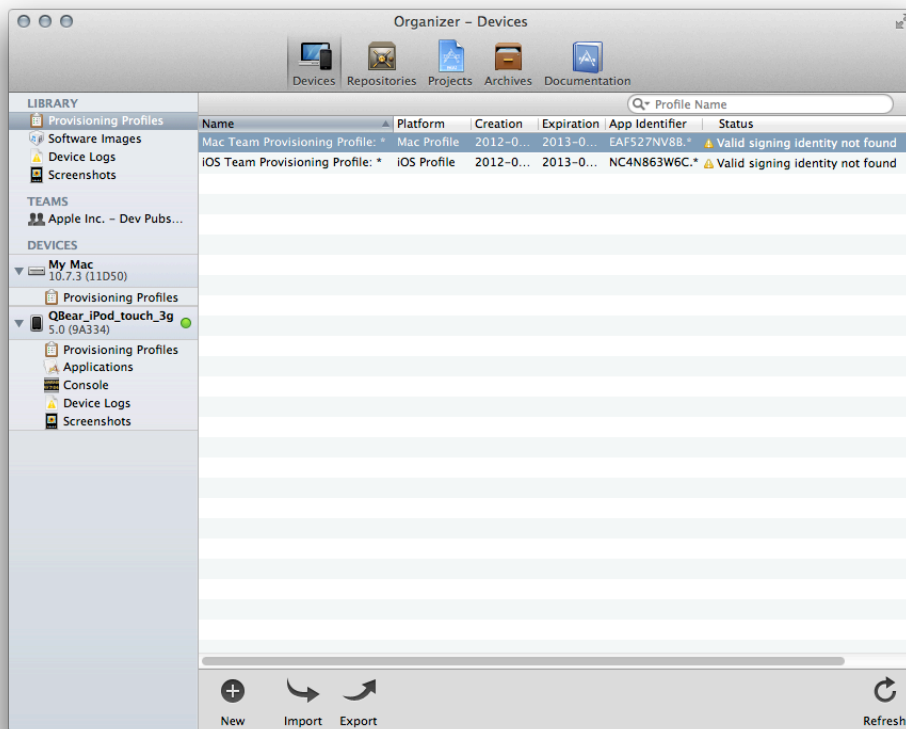 Organizer – Devices
Devices Repositories Projects Archives Documentation
Profile Name
LIBRARY
Provisioning Profiles
Software Images
Device Logs
Screenshots
TEAMS
Apple Inc. – Dev Pubs...
DEVICES
My Mac
10.7.3 (11D50)
Provisioning Profiles
QBear_iPod_touch_3g
5.0 (9A334)
Provisioning Profiles
Applications
Console
Device Logs
Screenshots
Name Platform Creation Expiration App Identifier Status
Mac Team Provisioning Profile: * Mac Profile 2012-0... 2013-0... EAF527NV8B.* Valid signing identity not found
iOS Team Provisioning Profile: * iOS Profile 2012-0... 2013-0... NC4N863W6C.* Valid signing identity not found
New Import Export Refresh